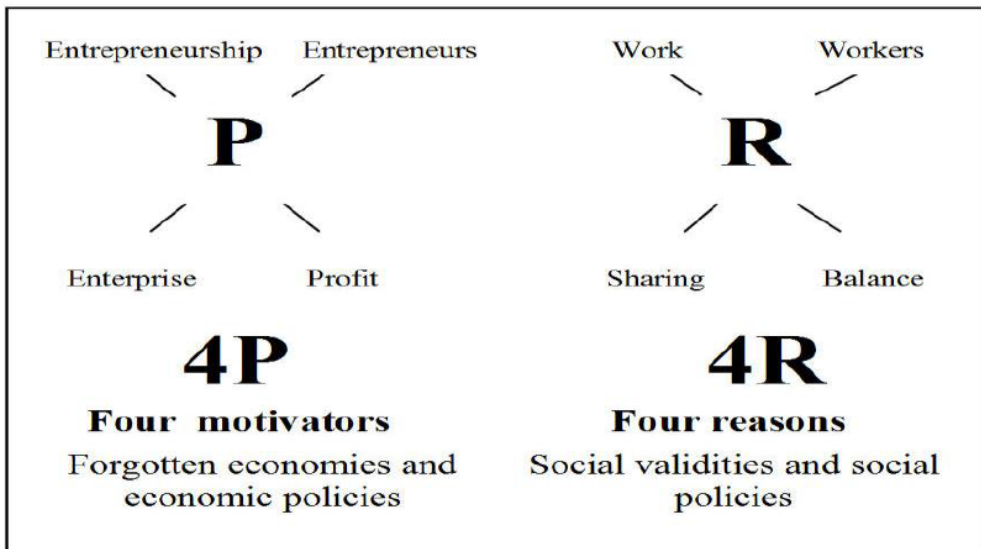 Entrepreneurship Entrepreneurs
P
Enterprise Profit
4P
Four motivators
Forgotten economies and
economic policies
Work Workers
R
Sharing Balance
4R
Four reasons
Social validities and social
policies